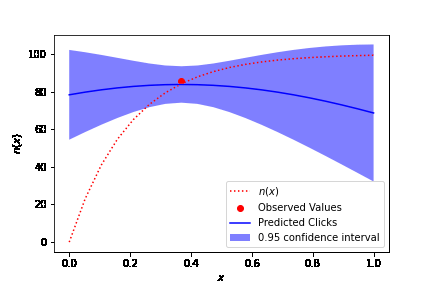 100
80
60
40
20
0
n(x)
0.0 0.2 0.4 0.6 0.8 1.0
x
n(x)
Observed Values
Predicted Clicks
0.95 confidence interval